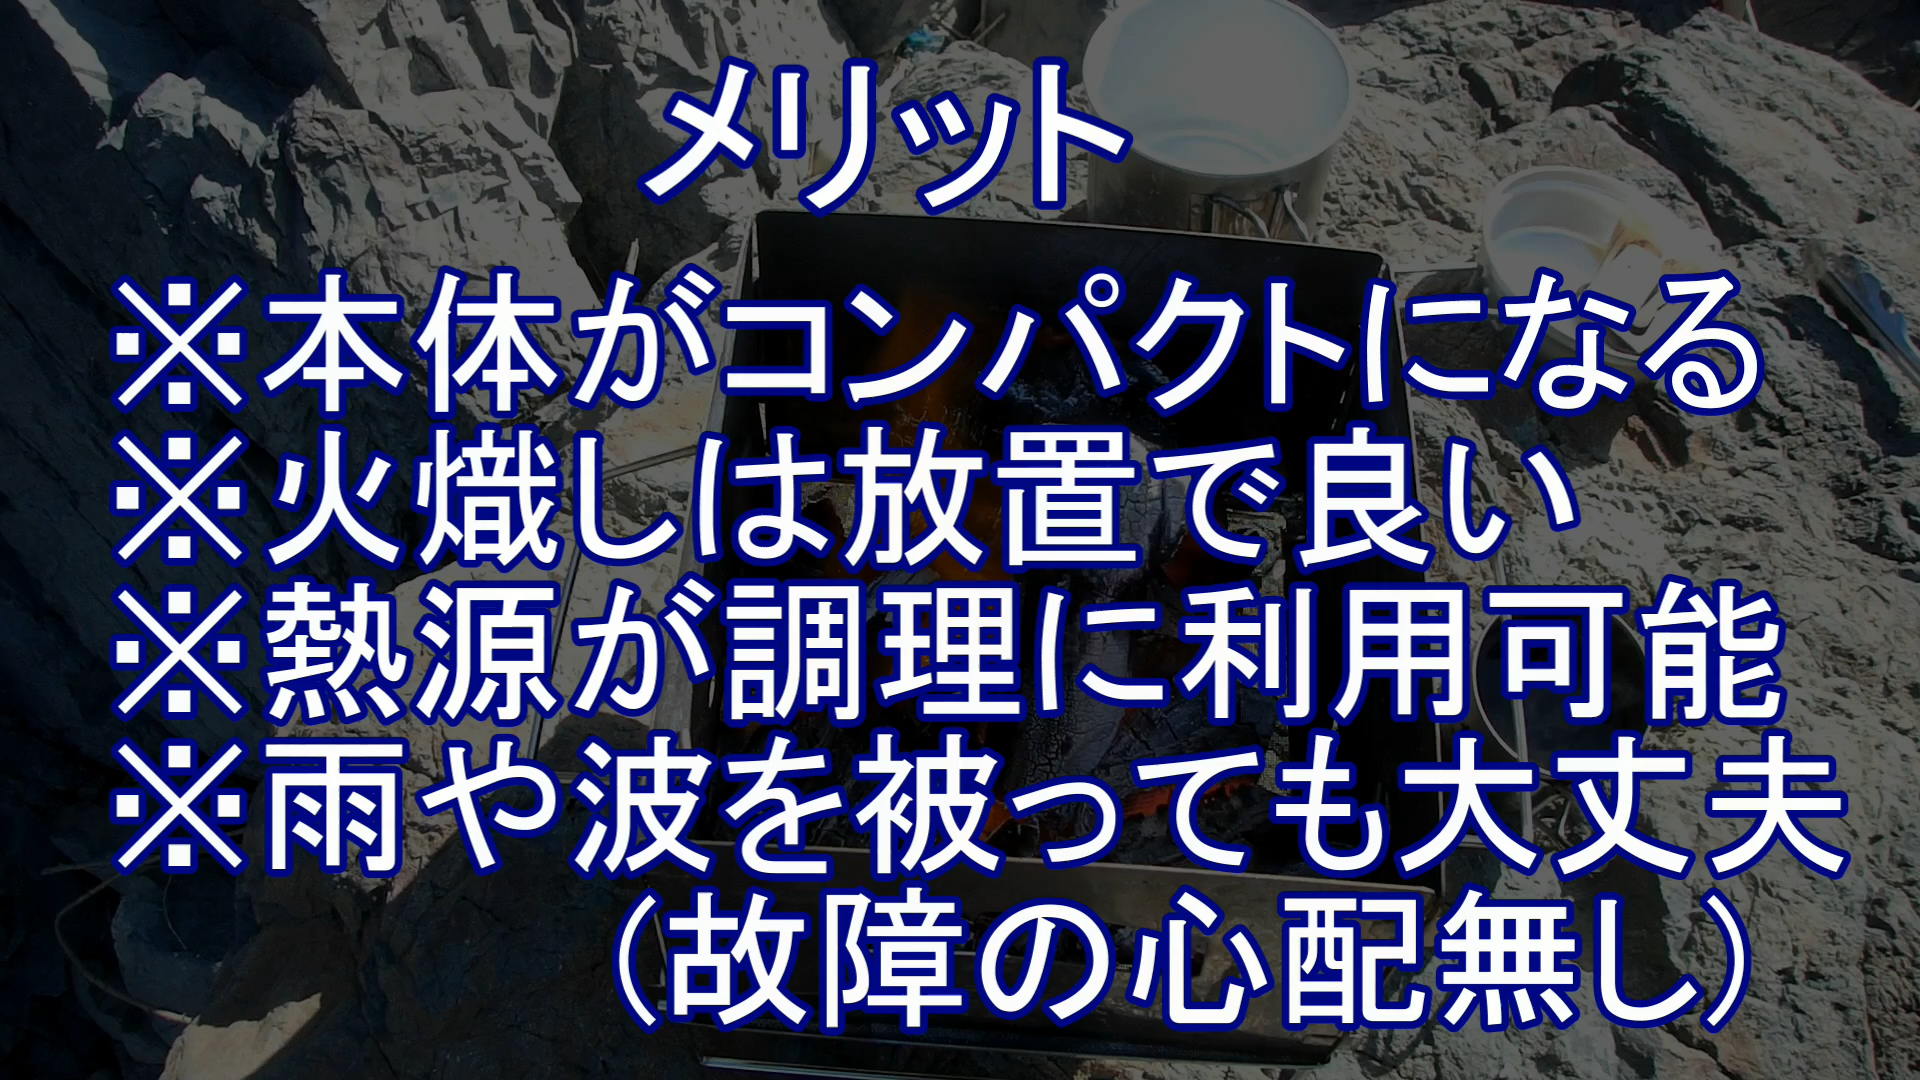 メリット
※本体がコンパクトになる
※火熾しは放置で良い
※熱源が調理に利用可能
※雨や波を被っても大丈夫
(故障の心配無し)